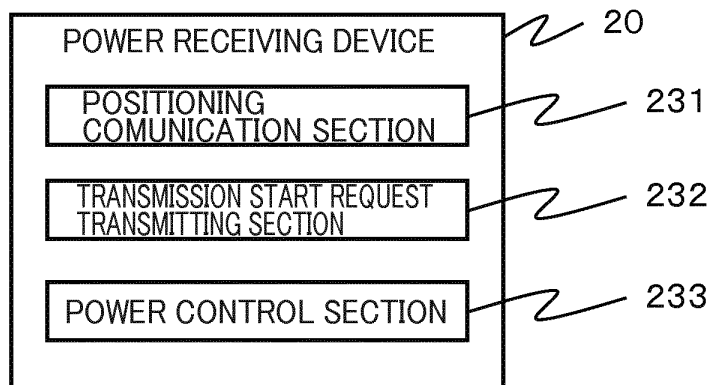 POWER RECEIVING DEVICE
20
POSITIONING
COMUNICATION SECTION
231
TRANSMISSION START REQUEST
TRANSMITTING SECTION
232
POWER CONTROL SECTION
233